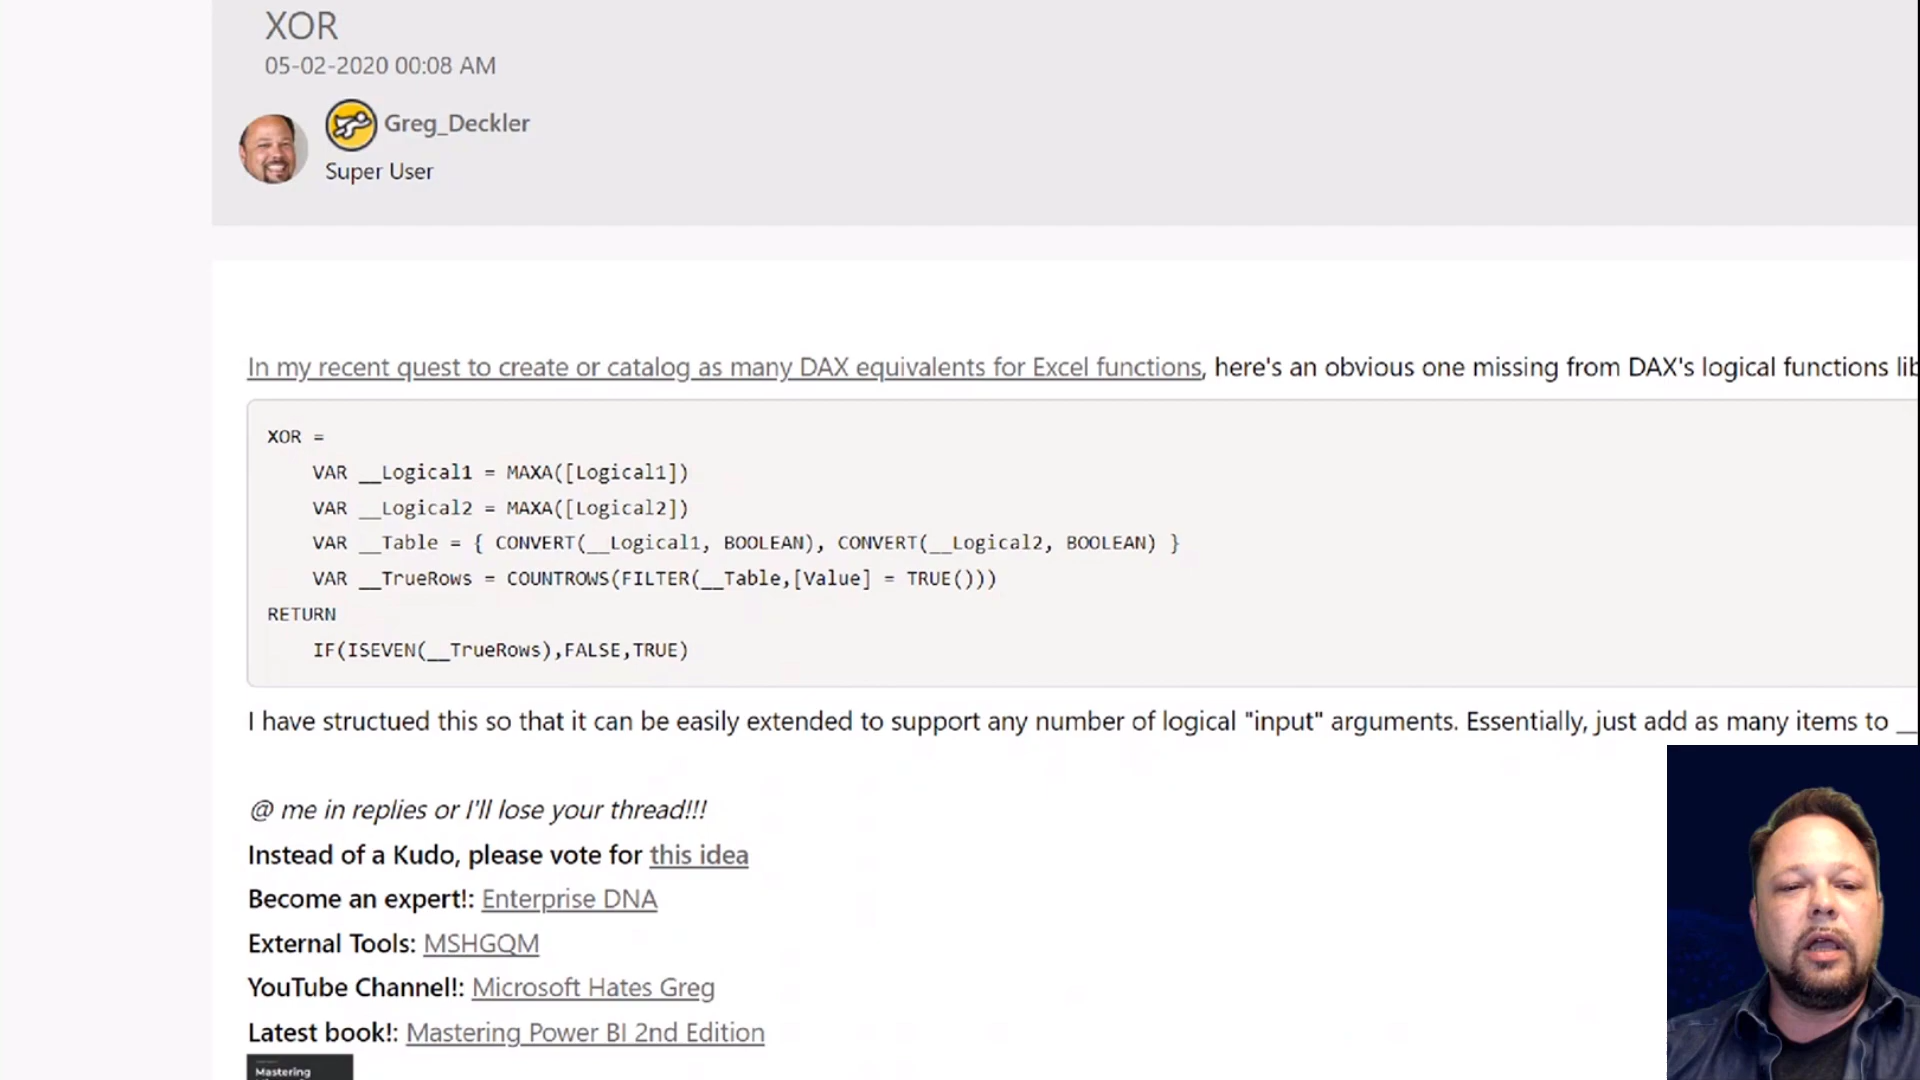 XOR
05-02-2020 00:08 AM
Greg_Deckler
Super User
In my recent quest to create or catalog as many DAX equivalents for Excel functions, here's an obvious one missing from DAX's logical functions lib
XOR =
VAR __Logical1 = MAXA([Logical1])
VAR __Logical2 = MAXA([Logical2])
VAR __Table = { CONVERT(__Logical1, BOOLEAN), CONVERT(__Logical2, BOOLEAN) }
VAR __TrueRows = COUNTROWS(FILTER(__Table,[Value] = TRUE()))
RETURN
IF(ISEVEN(__TrueRows),FALSE,TRUE)
I have structued this so that it can be easily extended to support any number of logical "input" arguments. Essentially, just add as many items to __
@ me in replies or I'll lose your thread!!!
Instead of a Kudo, please vote for this idea
Become an expert!: Enterprise DNA
External Tools: MSHGQM
YouTube Channel!: Microsoft Hates Greg
Latest book!: Mastering Power BI 2nd Edition
Mastering